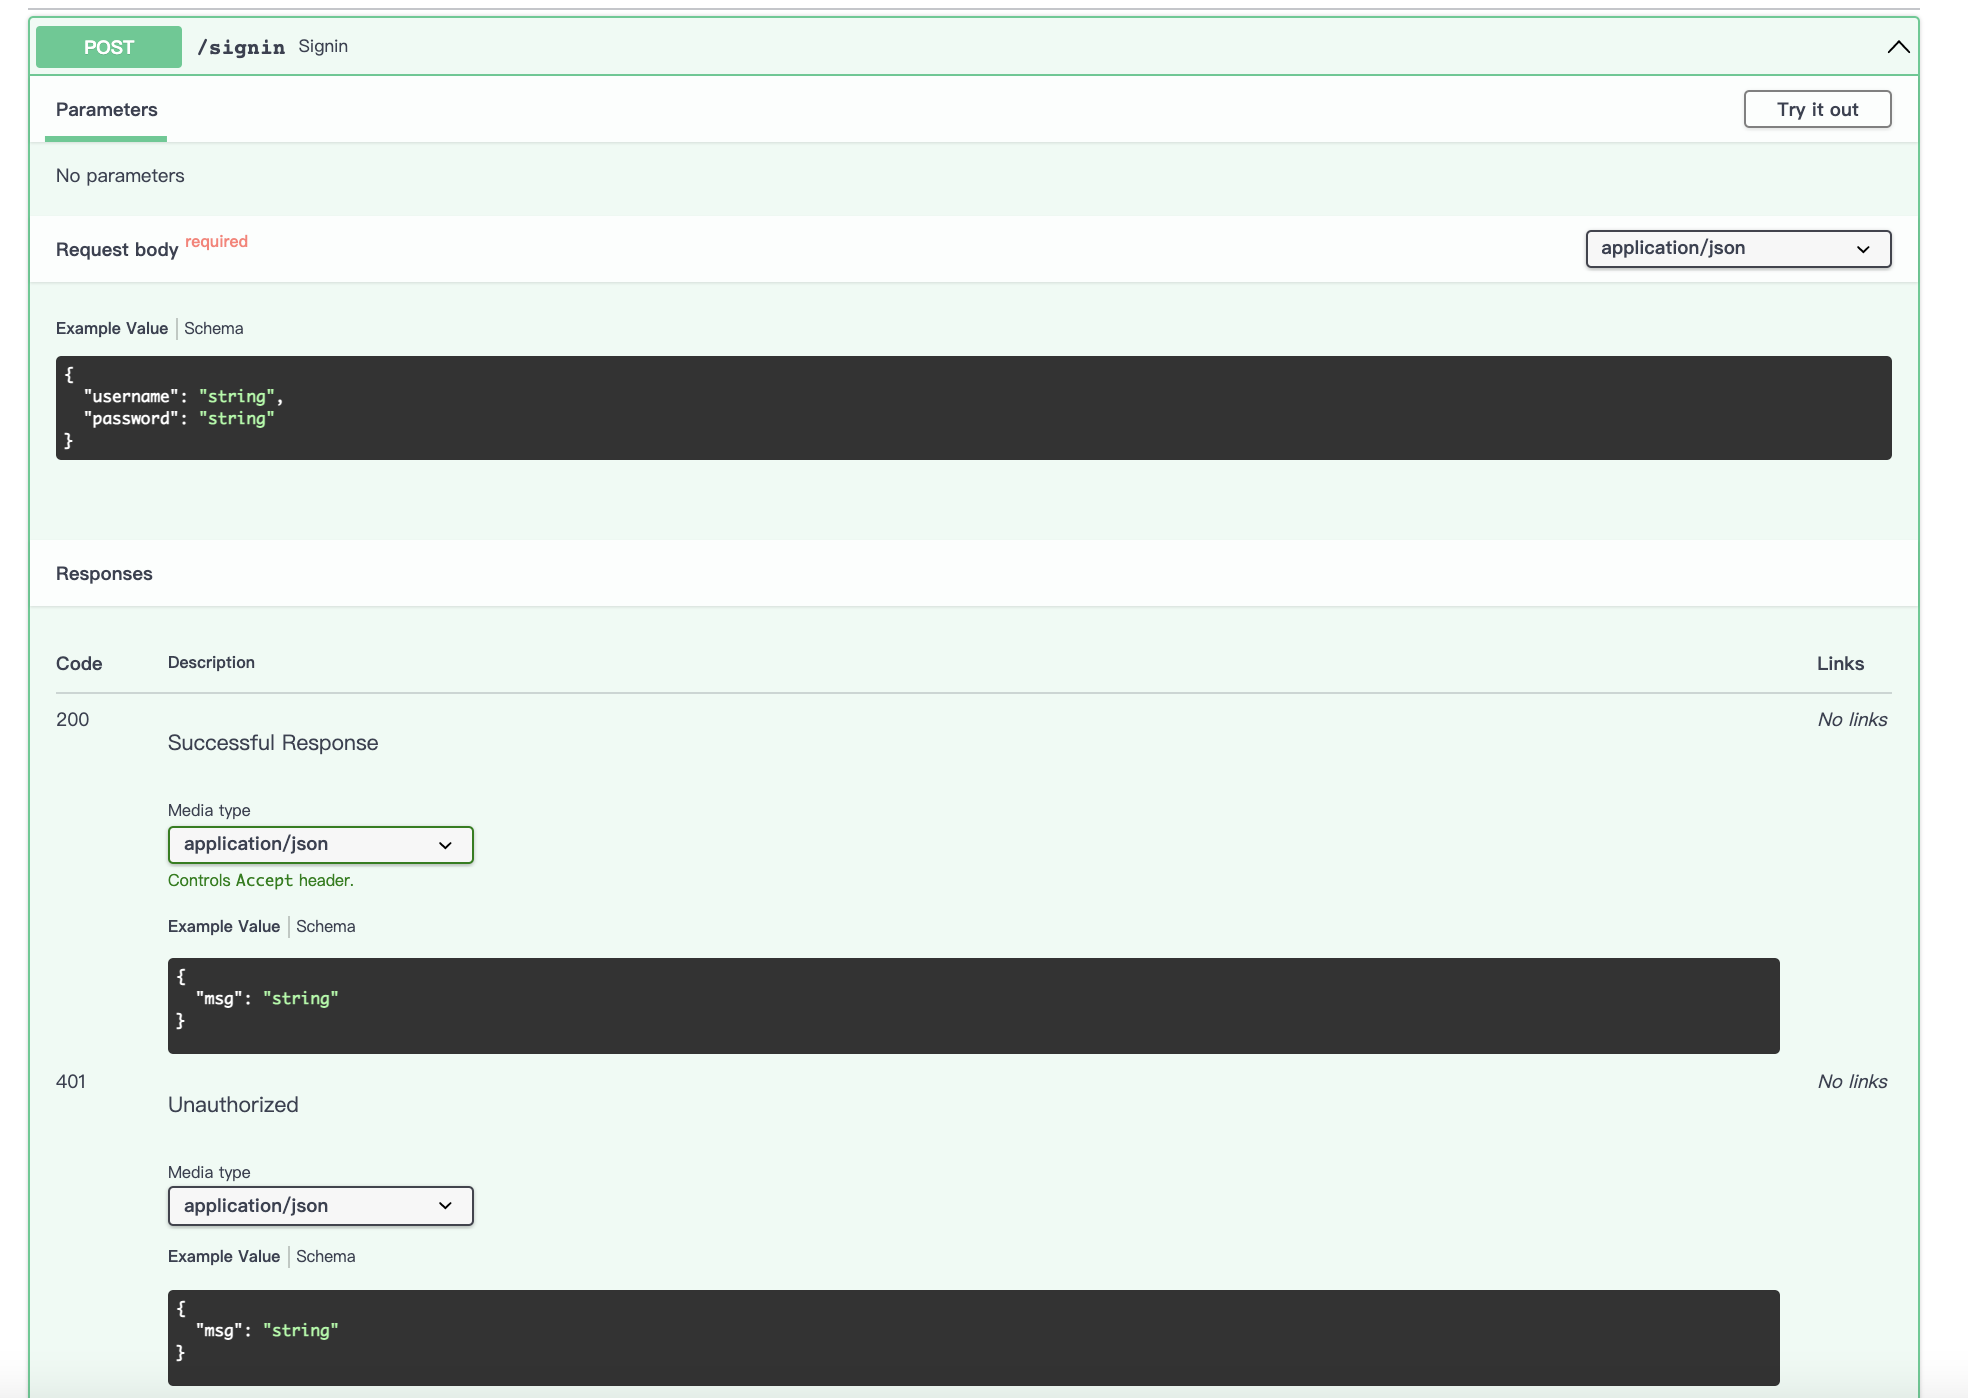 POST /signin Signin
Parameters
Try it out
No parameters
Request body required
application/json
Example Value Schema
{
"username": "string",
"password": "string"
}
Responses
Code Description Links
200 No links
Successful Response
Media type
application/json
Controls Accept header.
Example Value Schema
{
"msg": "string"
}
401 No links
Unauthorized
Media type
application/json
Example Value Schema
{
"msg": "string"
}